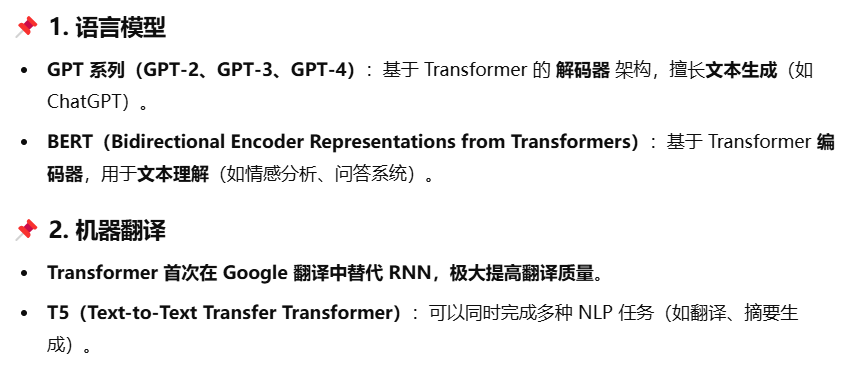 📌 1. 语言模型
• GPT 系列（GPT-2、GPT-3、GPT-4）：基于 Transformer 的 解码器 架构，擅长文本生成（如
ChatGPT）。
• BERT（Bidirectional Encoder Representations from Transformers）：基于 Transformer 编
码器，用于文本理解（如情感分析、问答系统）。
📌 2. 机器翻译
• Transformer 首次在 Google 翻译中替代 RNN，极大提高翻译质量。
• T5（Text-to-Text Transfer Transformer）：可以同时完成多种 NLP 任务（如翻译、摘要生
成）。